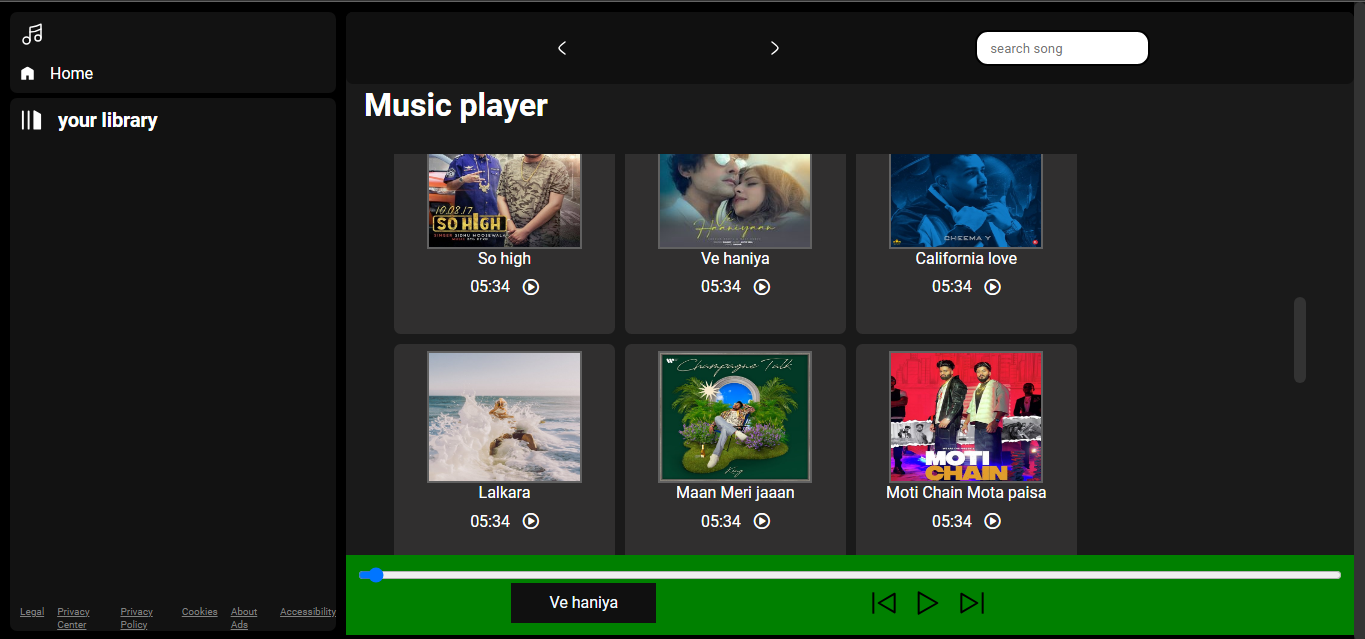 Home
your library
Legal
Privacy
Center
Privacy
Policy
Cookies
About
Ads
Accessibility
search song
Music player
10.08.17
SO HIGH
SINGER SIDHU MOOSEWALA
So high
05:34
Haaniyaan
Ve haniya
05:34
CHEEMA Y
California love
05:34
Lalkara
05:34
Champagne Talk
King
Maan Meri jaaan
05:34
MOTI
CHAIN
Moti Chain Mota paisa
05:34
Ve haniya